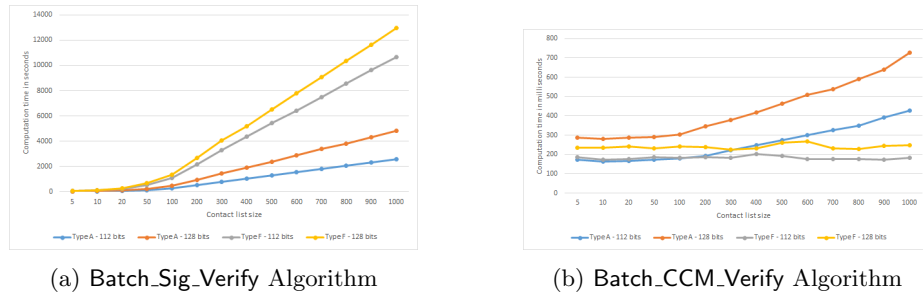 14000
12000
10000
8000
6000
4000
2000
0
Computation time in seconds
5 10 20 50 100 200 300 400 500 600 700 800 900 1000
Contact list size
Type A - 112 bits Type A - 128 bits Type F - 112 bits Type F - 128 bits
(a) Batch_Sig_Verify Algorithm
800
700
600
500
400
300
200
100
0
Computation time in milliseconds
5 10 20 50 100 200 300 400 500 600 700 800 900 1000
Contact list size
Type A - 112 bits Type A - 128 bits Type F - 112 bits Type F - 128 bits
(b) Batch_CCM_Verify Algorithm